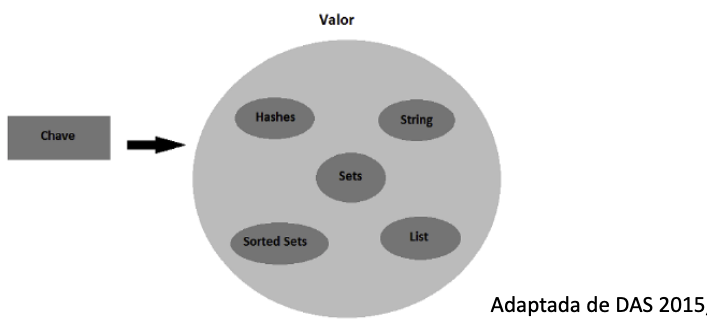 Valor
Chave
Hashes
String
Sets
Sorted Sets
List
Adaptada de DAS 2015,